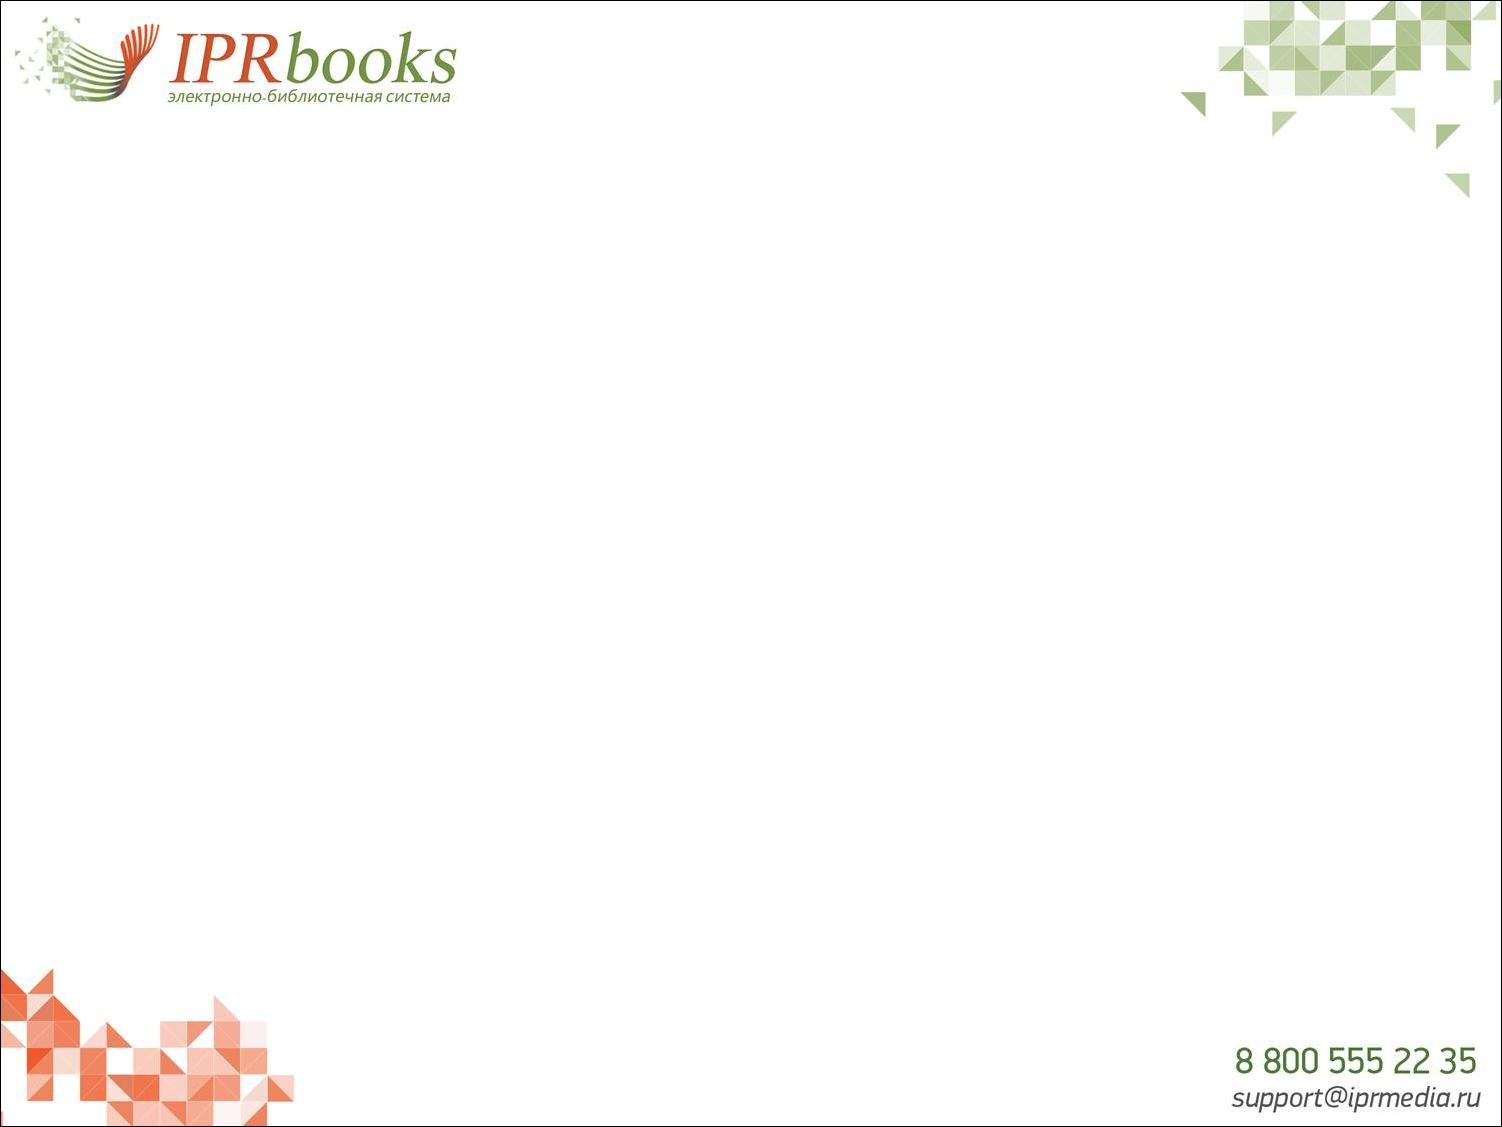 IPRbooks
электронно-библиотечная система
8 800 555 22 35
support@iprmedia.ru